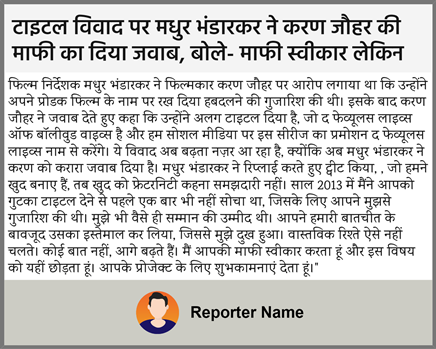 टाइटल विवाद पर मधुर भंडारकर ने करण जौहर की
माफी का दिया जवाब, बोले- माफी स्वीकार लेकिन
फिल्म निर्देशक मधुर भंडारकर ने फिल्मकार करण जौहर पर आरोप लगाया था कि उन्होंने
अपने प्रोडक फिल्म के नाम पर रख दिया हबदलने की गुजारिश की थी। इसके बाद करण
जौहर ने जवाब देते हुए कहा कि उन्होंने अलग टाइटल दिया है, जो द फेब्यूलस लाइव्स
ऑफ बॉलीवुड वाइव्स है और हम सोशल मीडिया पर इस सीरीज का प्रमोशन द फेब्यूलस
लाइव्स नाम से करेंगे। ये विवाद अब बढ़ता नज़र आ रहा है, क्योंकि अब मधुर भंडारकर ने
करण को करारा जवाब दिया है। मधुर भंडारकर ने रिप्लाई करते हुए ट्वीट किया, , जो हमने
खुद बनाए हैं, तब खुद को फ्रेटरनिटी कहना समझदारी नहीं। साल 2013 में मैंने आपको
गुटका टाइटल देने से पहले एक बार भी नहीं सोचा था, जिसके लिए आपने मुझसे
गुजारिश की थी। मुझे भी वैसे ही सम्मान की उम्मीद थी। आपने हमारी बातचीत के
बावजूद उसका इस्तेमाल कर लिया, जिससे मुझे दुख हुआ। वास्तविक रिश्ते ऐसे नहीं
चलते। कोई बात नहीं, आगे बढ़ते हैं। मैं आपकी माफी स्वीकार करता हूं और इस विषय
को यहीं छोड़ता हूं। आपके प्रोजेक्ट के लिए शुभकामनाएं देता हूं।"
Reporter Name